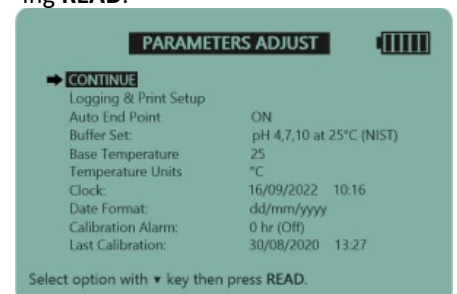 ing READ.
PARAMETERS ADJUST
CONTINUE
Logging & Print Setup
Auto End Point ON
Buffer Set: pH 4,7,10 at 25°C (NIST)
Base Temperature 25
Temperature Units °C
Clock: 16/09/2022 10:16
Date Format: dd/mm/yyyy
Calibration Alarm: 0 hr (Off)
Last Calibration: 30/08/2020 13:27
Select option with ▼ key then press READ.